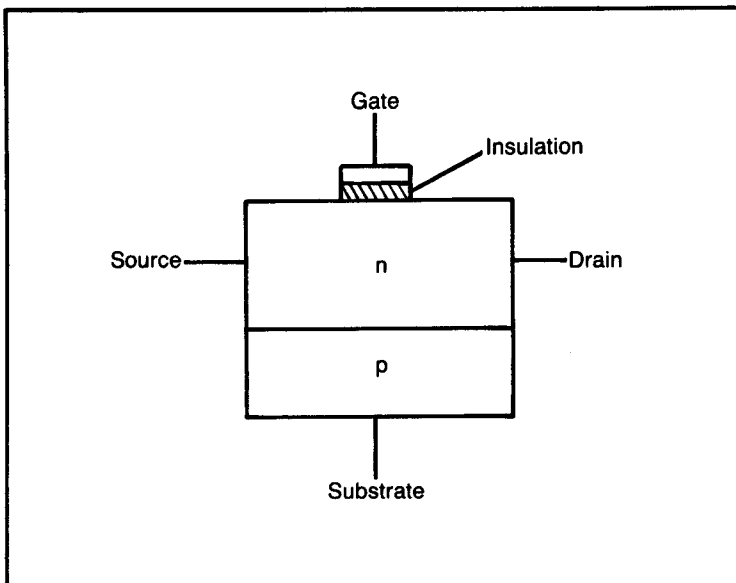 Gate
Insulation
Source
n
Drain
p
Substrate